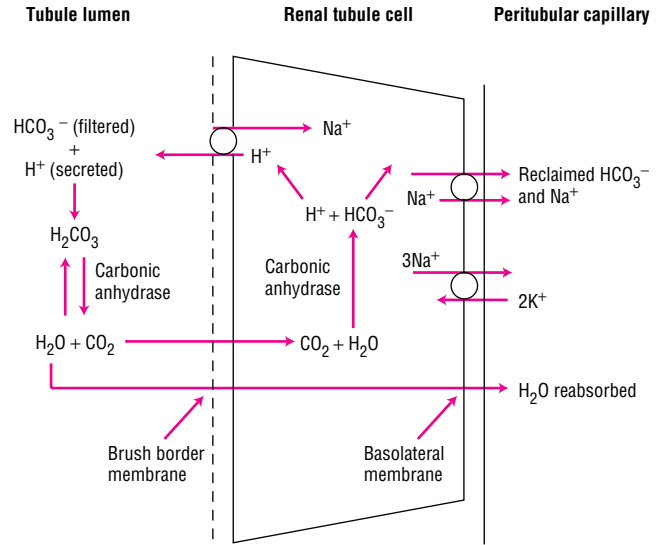 Tubule lumen
Renal tubule cell
Peritubular capillary
HCO₃⁻ (filtered)
+
H⁺ (secreted)
H₂CO₃
Carbonic
anhydrase
H₂O + CO₂
Na⁺
H⁺
H⁺ + HCO₃⁻
Carbonic
anhydrase
CO₂ + H₂O
Na⁺
3Na⁺
Reclaimed HCO₃⁻
and Na⁺
2K⁺
H₂O reabsorbed
Brush border
membrane
Basolateral
membrane